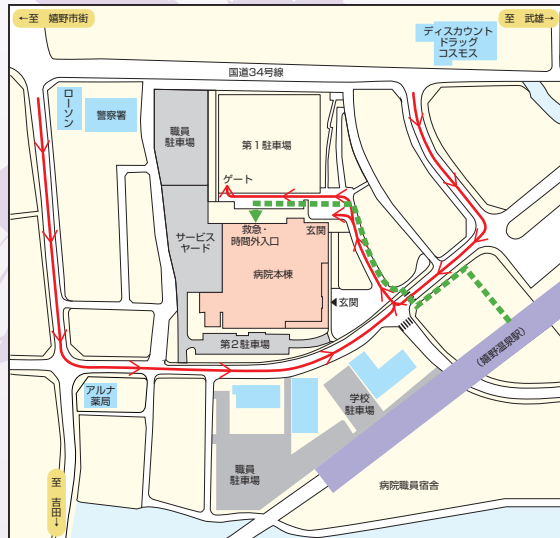 ←至　嬉野市街
至　武雄→
ディスカウント
ドラッグ
コスモス
国道34号線
ローソン
警察署
職員
駐車場
第1駐車場
ゲート
救急・
時間外入口
玄関
サービス
ヤード
病院本棟
玄関
第2駐車場
(嬉野温泉駅)
アルナ
薬局
学校
駐車場
職員
駐車場
病院職員宿舎
至　吉田→